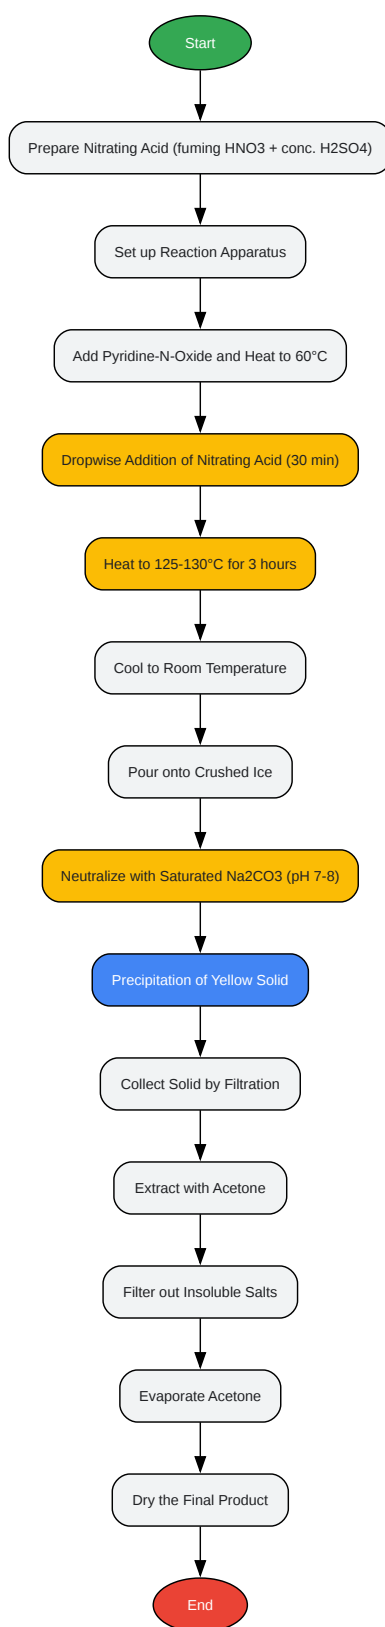 Start
Prepare Nitrating Acid (fuming HNO3 + conc. H2SO4)
Set up Reaction Apparatus
Add Pyridine-N-Oxide and Heat to 60°C
Dropwise Addition of Nitrating Acid (30 min)
Heat to 125-130°C for 3 hours
Cool to Room Temperature
Pour onto Crushed Ice
Neutralize with Saturated Na2CO3 (pH 7-8)
Precipitation of Yellow Solid
Collect Solid by Filtration
Extract with Acetone
Filter out Insoluble Salts
Evaporate Acetone
Dry the Final Product
End